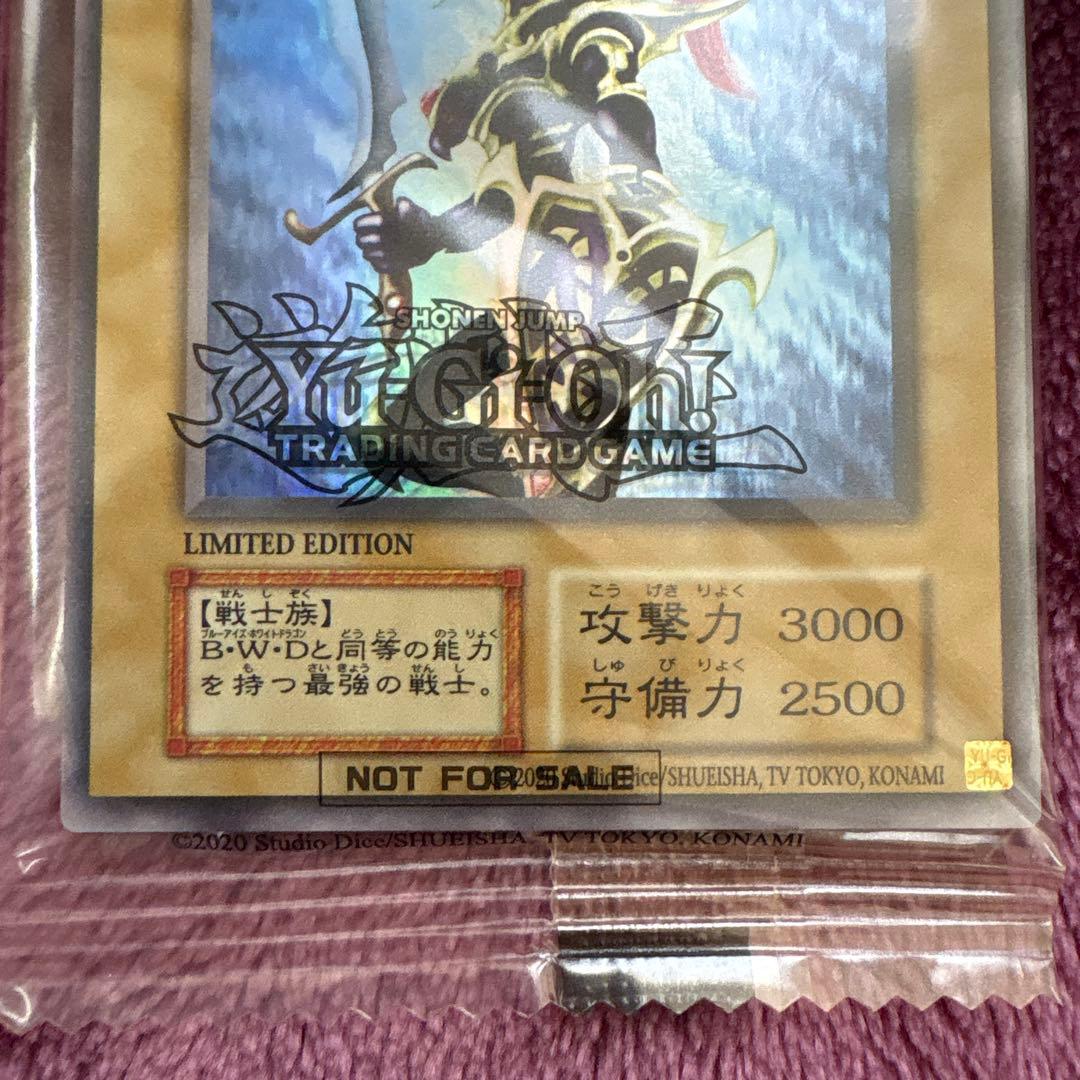 SHONEN JUMP
Yu-Gi-Oh!
TRADING CARD GAME
LIMITED EDITION
せん し ぞく
【戦士族】
ブルーアイズ・ホワイトドラゴン どう とう のう りょく
B・W・Dと同等の能力
も さい きょう せん し
を持つ最強の戦士。
こう げき りょく
攻撃力 3000
しゅ び りょく
守備力 2500
NOT FOR SALE
©2020 Studio Dice/SHUEISHA, TV TOKYO, KONAMI
©2020 Studio Dice/SHUEISHA, TV TOKYO, KONAMI
YU-GI